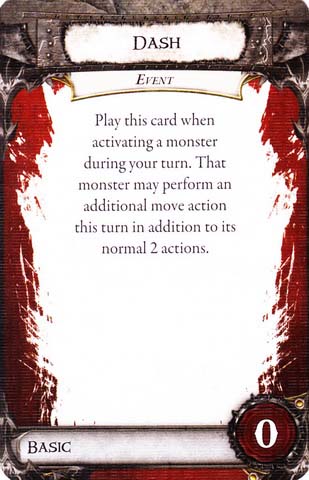 Dash
Event
Play this card when
activating a monster
during your turn. That
monster may perform an
additional move action
this turn in addition to its
normal 2 actions.
Basic
0